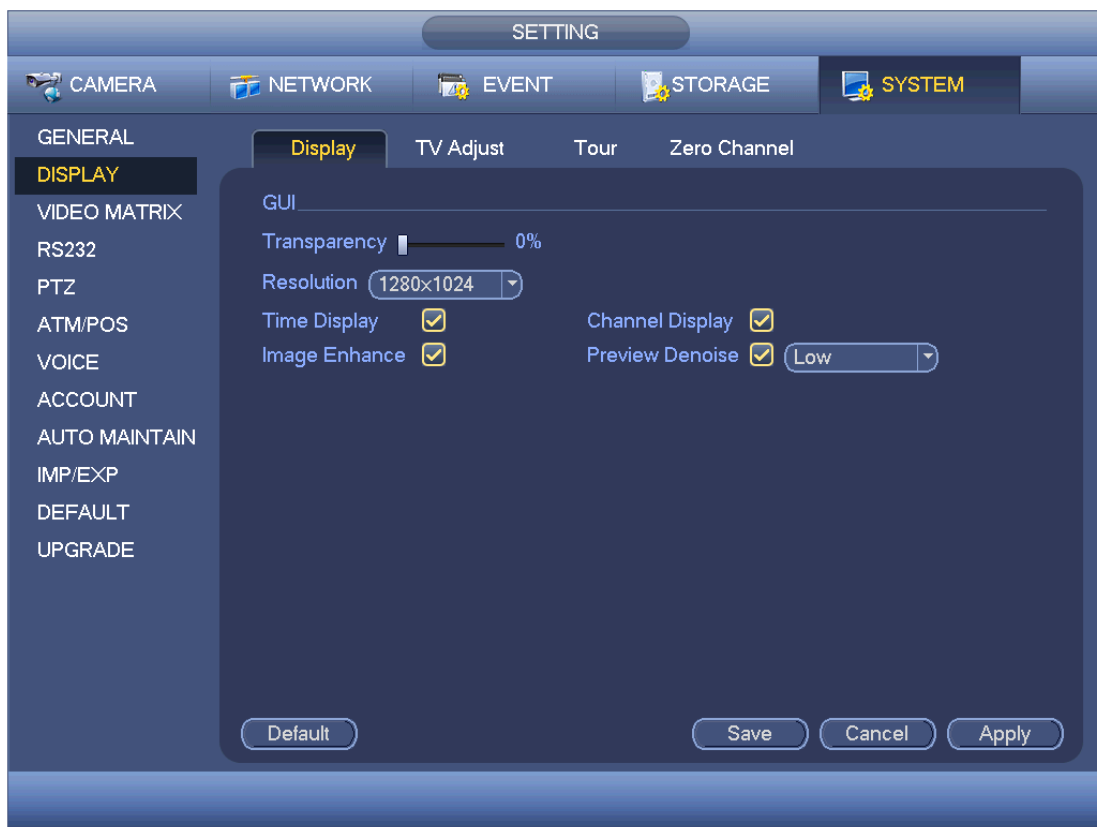 SETTING
CAMERA NETWORK EVENT STORAGE SYSTEM
GENERAL
DISPLAY
VIDEO MATRIX
RS232
PTZ
ATM/POS
VOICE
ACCOUNT
AUTO MAINTAIN
IMP/EXP
DEFAULT
UPGRADE
Display TV Adjust Tour Zero Channel
GUI
Transparency 0%
Resolution 1280×1024
Time Display Channel Display
Image Enhance Preview Denoise Low
Default Save Cancel Apply